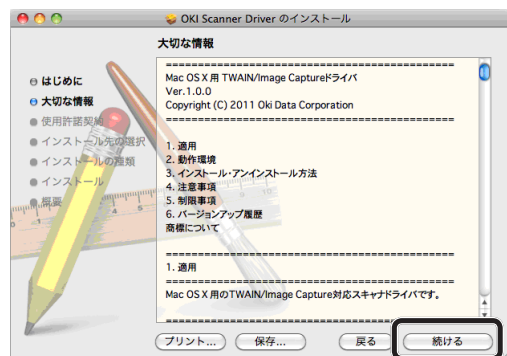 OKI Scanner Driver のインストール
大切な情報
はじめに
大切な情報
使用許諾契約
インストール先の選択
インストールの種類
インストール
概要
==================================================
Mac OS X 用 TWAIN/Image Captureドライバ
Ver.1.0.0
Copyright (C) 2011 Oki Data Corporation
==================================================
1. 適用
2. 動作環境
3. インストール・アンインストール方法
4. 注意事項
5. 制限事項
6. バージョンアップ履歴
商標について
==================================================
1. 適用
==================================================
Mac OS X 用のTWAIN/Image Capture対応スキャナドライバです。
==================================================
プリント... 保存... 戻る 続ける